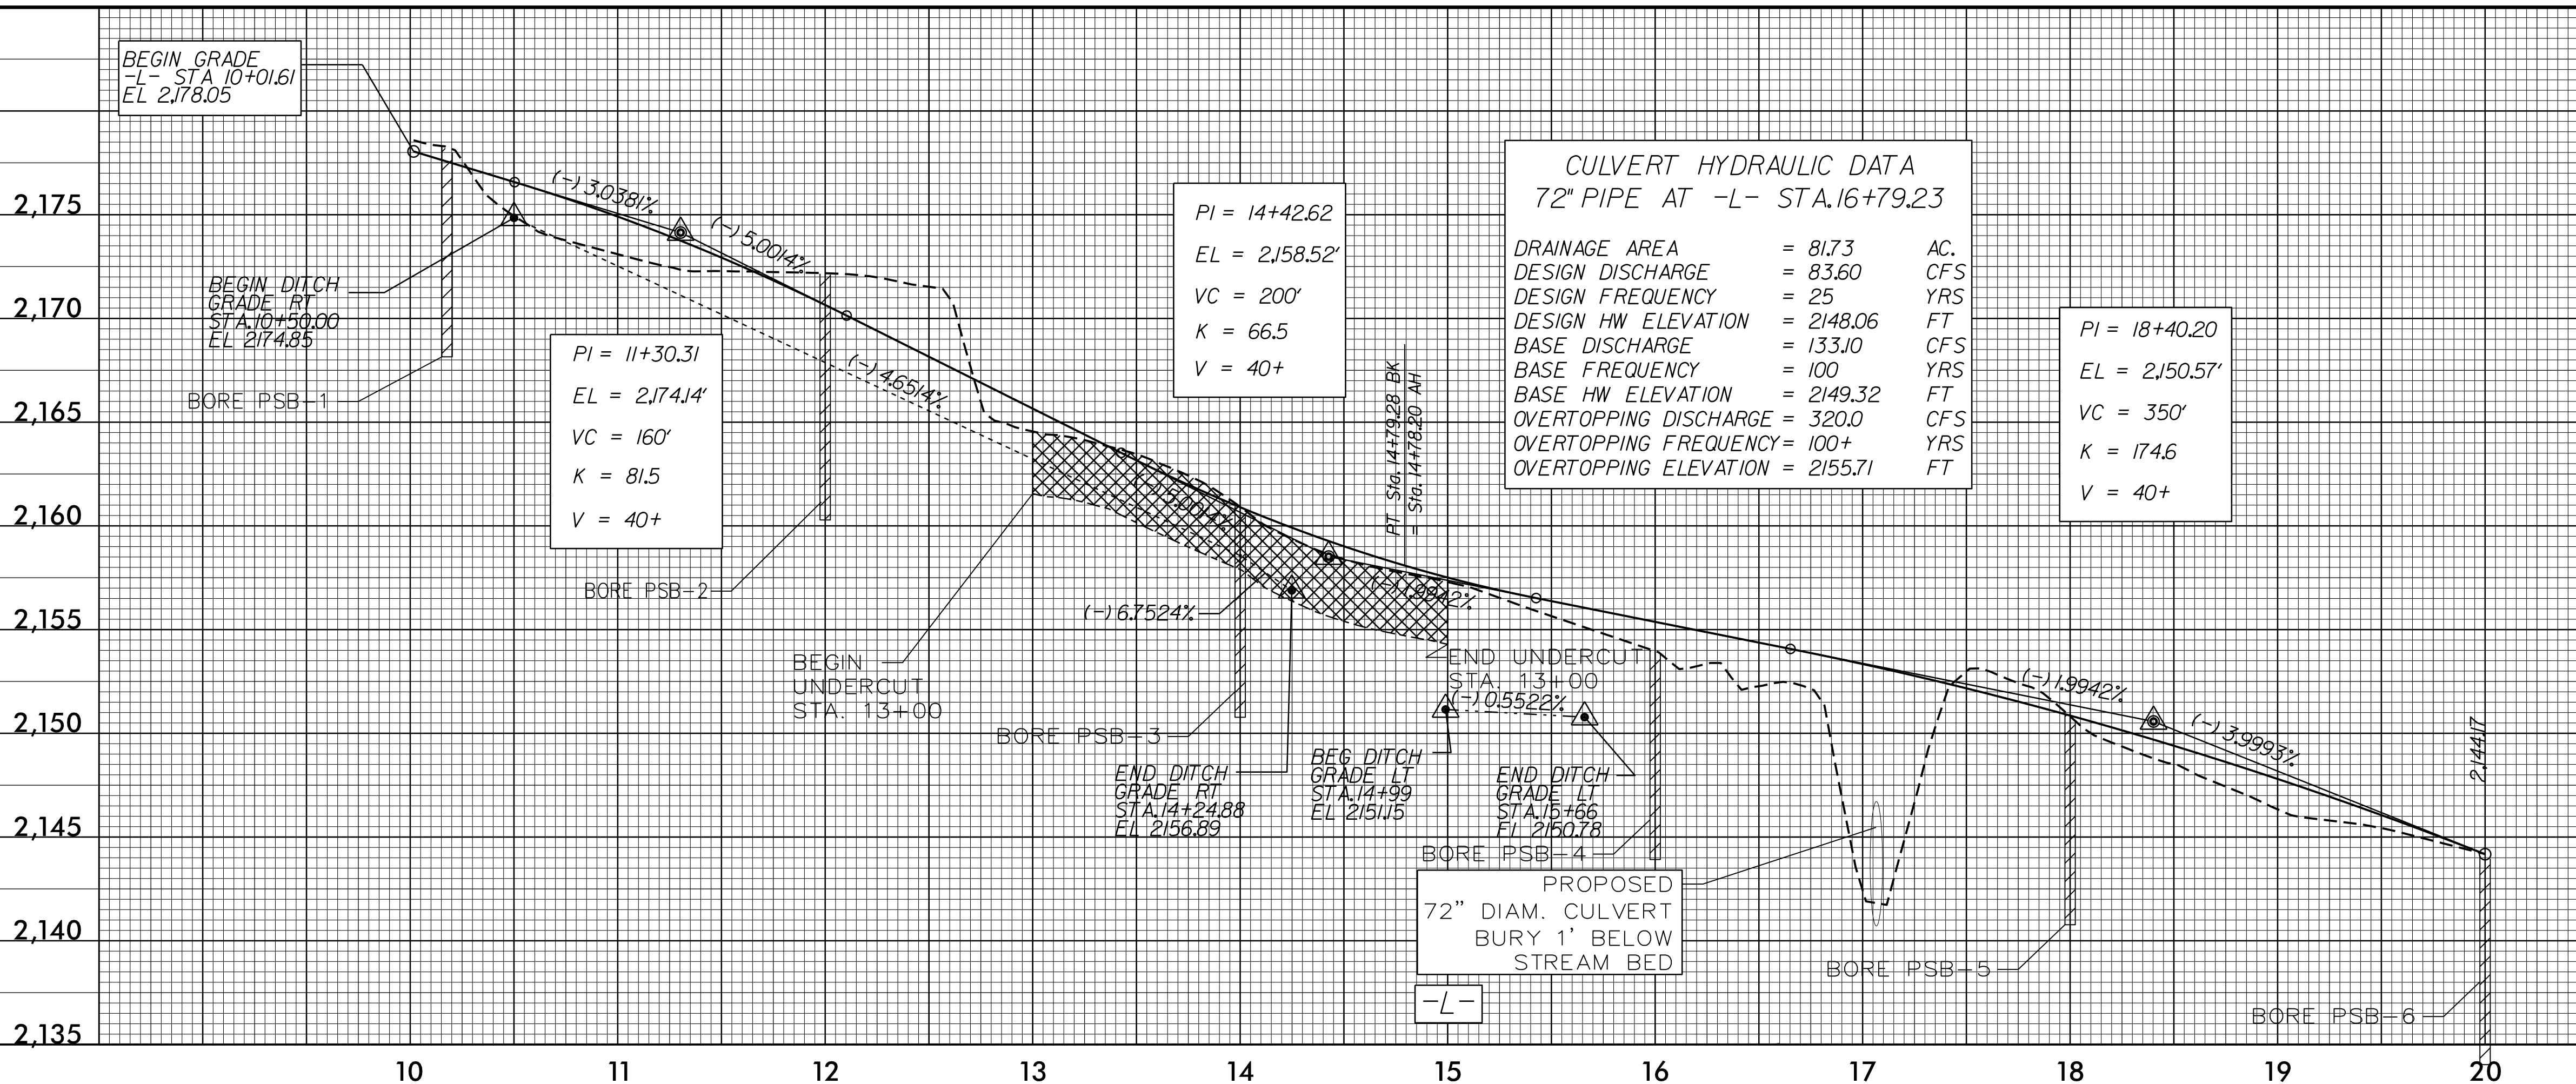 BEGIN GRADE
-L- STA 10+01.61
EL 2,178.05
(-) 3.0381%
(-) 5.0014%
BEGIN DITCH
GRADE RT
STA.10+50.00
EL 2174.85
BORE PSB-1
PI = 11+30.31
EL = 2,174.14'
VC = 160'
K = 81.5
V = 40+
(-) 4.6514%
BORE PSB-2
PI = 14+42.62
EL = 2,158.52'
VC = 200'
K = 66.5
V = 40+
PT Sta. 14+79.28 BK
= Sta. 14+78.20 AH
CULVERT HYDRAULIC DATA
72" PIPE AT -L- STA.16+79.23
DRAINAGE AREA = 81.73 AC.
DESIGN DISCHARGE = 83.60 CFS
DESIGN FREQUENCY = 25 YRS
DESIGN HW ELEVATION = 2148.06 FT
BASE DISCHARGE = 133.10 CFS
BASE FREQUENCY = 100 YRS
BASE HW ELEVATION = 2149.32 FT
OVERTOPPING DISCHARGE = 320.0 CFS
OVERTOPPING FREQUENCY = 100+ YRS
OVERTOPPING ELEVATION = 2155.71 FT
PI = 18+40.20
EL = 2,150.57'
VC = 350'
K = 174.6
V = 40+
(-) 5.0014%
(-) 1.9942%
(-) 6.7524%
BEGIN
UNDERCUT
STA. 13+00
BORE PSB-3
END UNDERCUT
STA. 13+00
(-) 0.5522%
END DITCH
GRADE RT
STA.14+24.88
EL 2156.89
BEG DITCH
GRADE LT
STA.14+99
EL 2151.15
END DITCH
GRADE LT
STA.15+66
EL 2150.78
BORE PSB-4
PROPOSED
72" DIAM. CULVERT
BURY 1' BELOW
STREAM BED
-L-
(-) 1.9942%
(-) 3.9993%
2,144.17
BORE PSB-5
BORE PSB-6
2,175
2,170
2,165
2,160
2,155
2,150
2,145
2,140
2,135
10 11 12 13 14 15 16 17 18 19 20